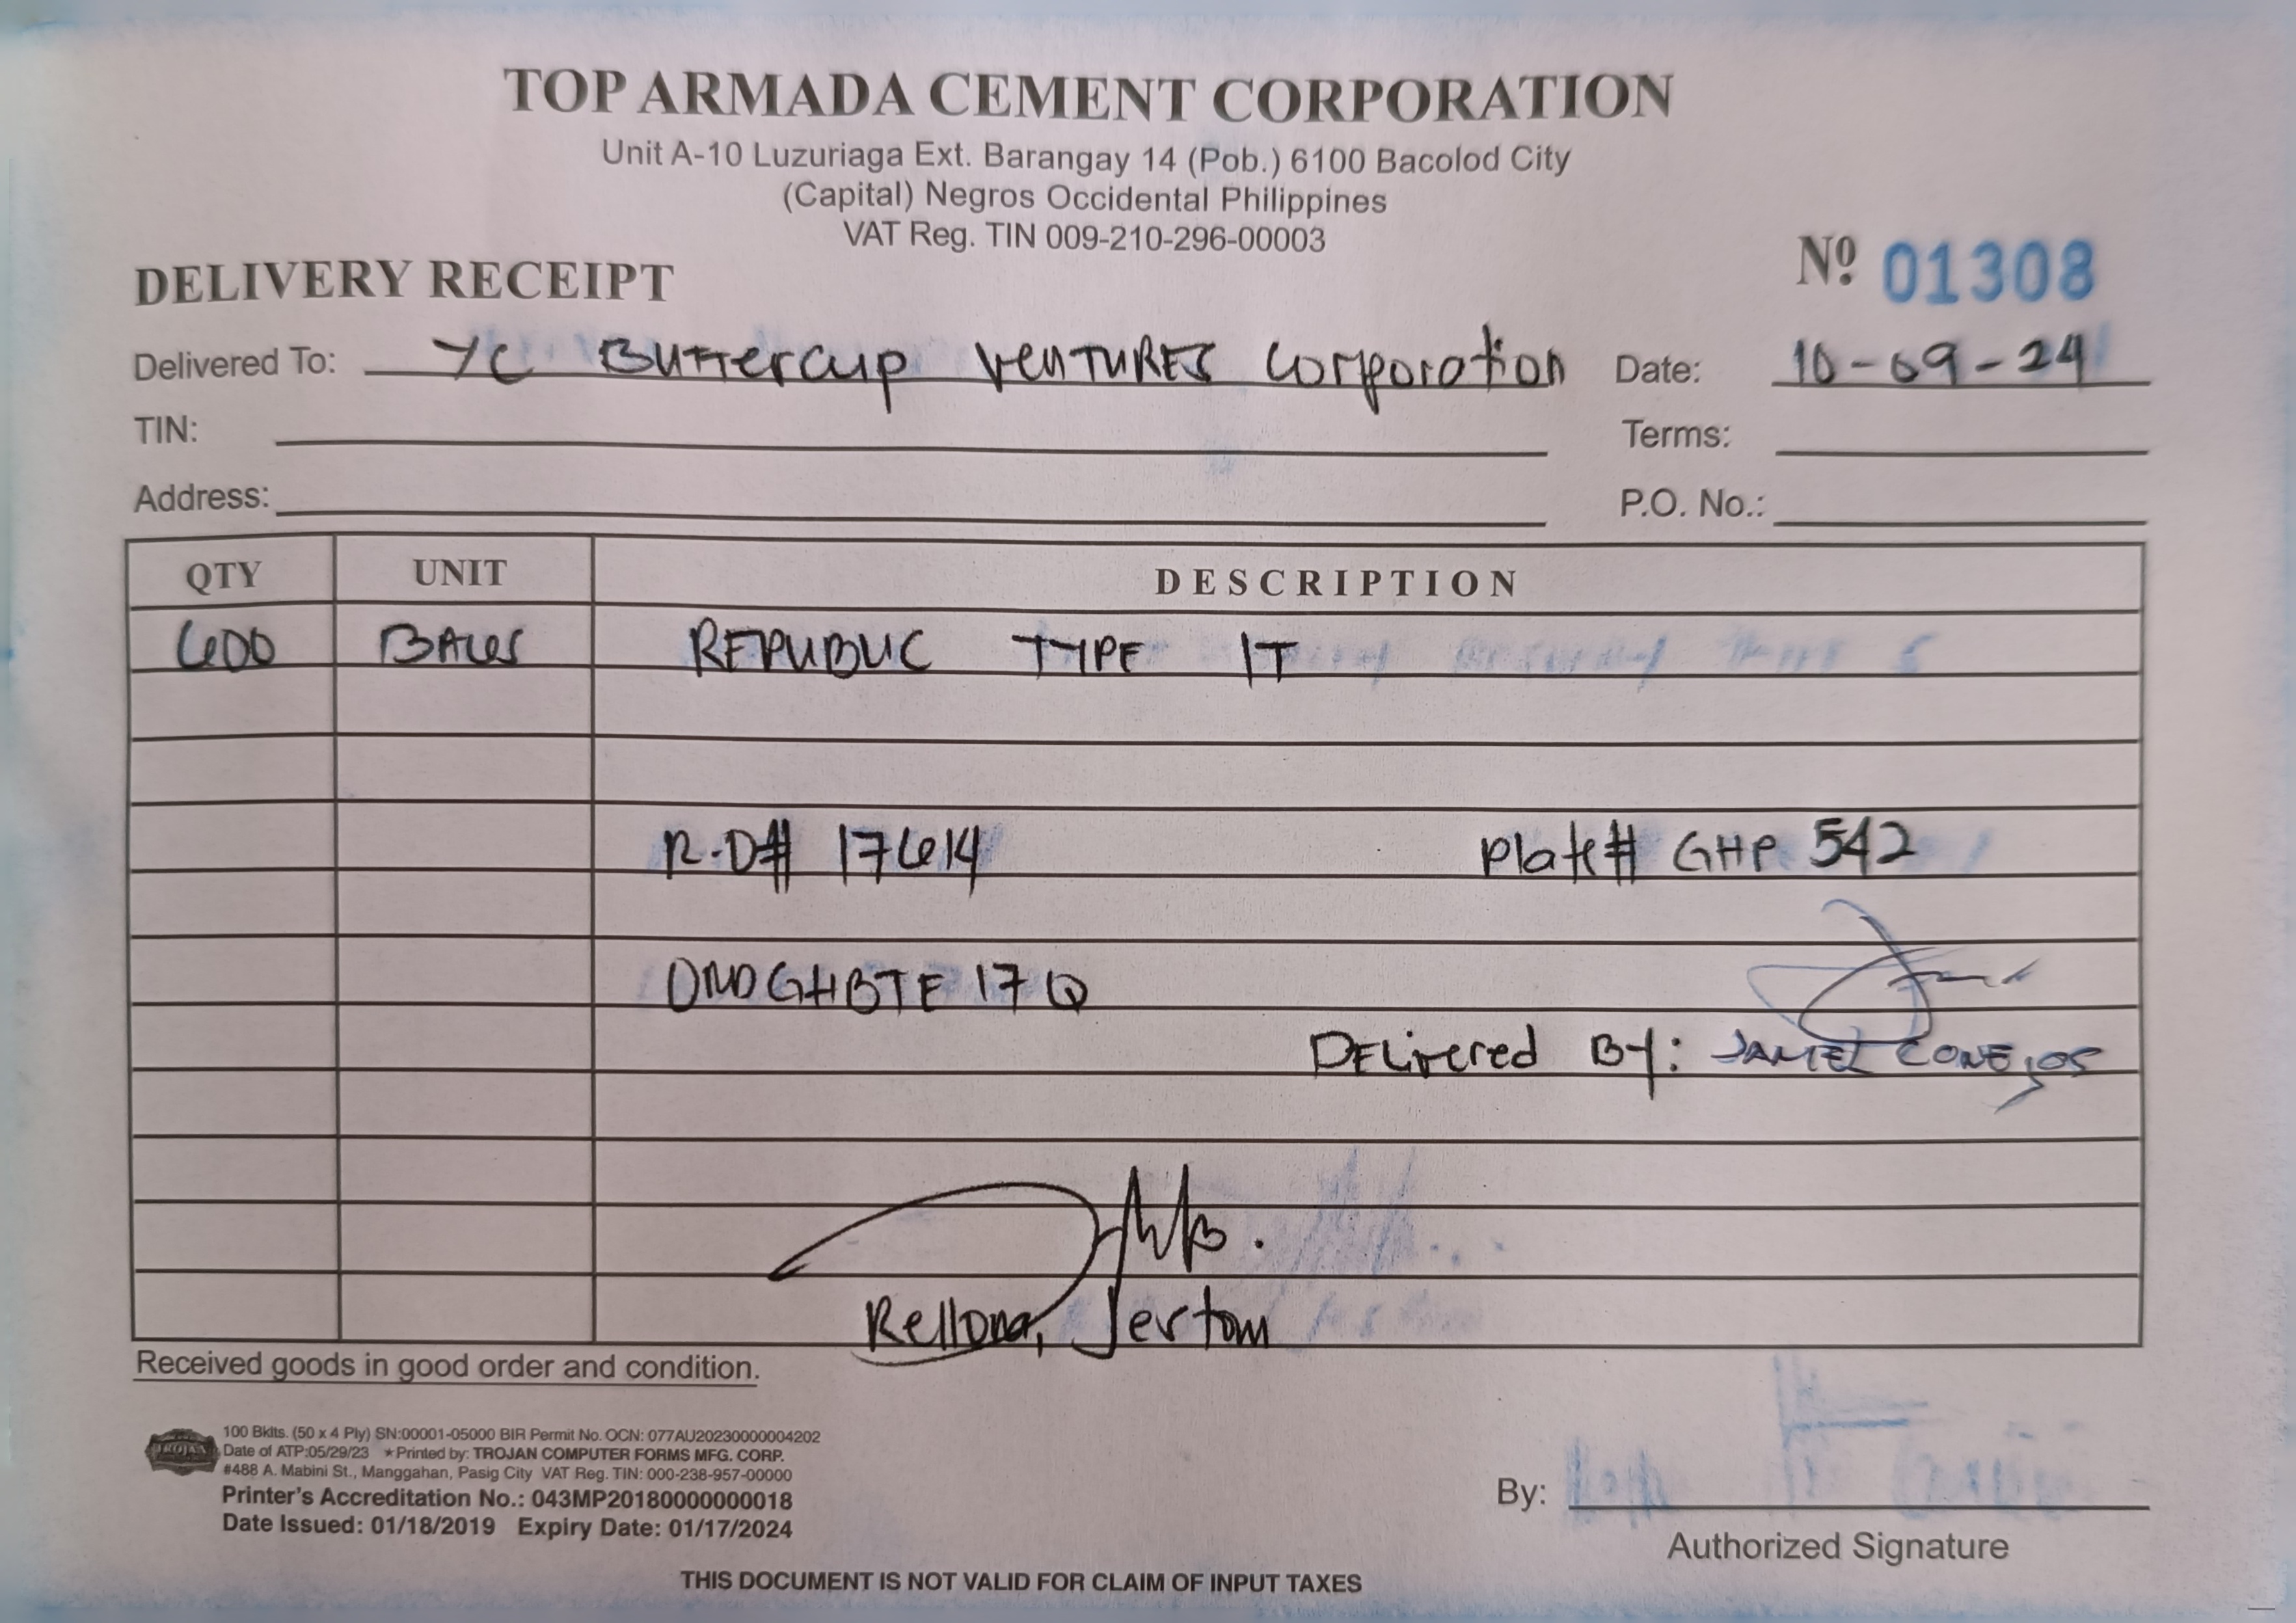 TOP ARMADA CEMENT CORPORATION
Unit A-10 Luzuriaga Ext. Barangay 14 (Pob.) 6100 Bacolod City
(Capital) Negros Occidental Philippines
VAT Reg. TIN 009-210-296-00003
DELIVERY RECEIPT Nº 01308
Delivered To: YC Buttercup VENTURES Corporation Date: 10-09-24
TIN: Terms:
Address: P.O. No.:
QTY UNIT DESCRIPTION
600 BAGS REPUBLIC TYPE 1T
R.D# 17614 Plate# GHP 542
Delivered By: CONEJOS
Rellona, Jertom
Received goods in good order and condition.
TROJAN
100 Bklts. (50 x 4 Ply) SN:00001-05000 BIR Permit No. OCN: 077AU20230000004202
Date of ATP:05/29/23 ★Printed by: TROJAN COMPUTER FORMS MFG. CORP.
#488 A. Mabini St., Manggahan, Pasig City VAT Reg. TIN: 000-238-957-00000
Printer's Accreditation No.: 043MP20180000000018
Date Issued: 01/18/2019 Expiry Date: 01/17/2024
By:
Authorized Signature
THIS DOCUMENT IS NOT VALID FOR CLAIM OF INPUT TAXES